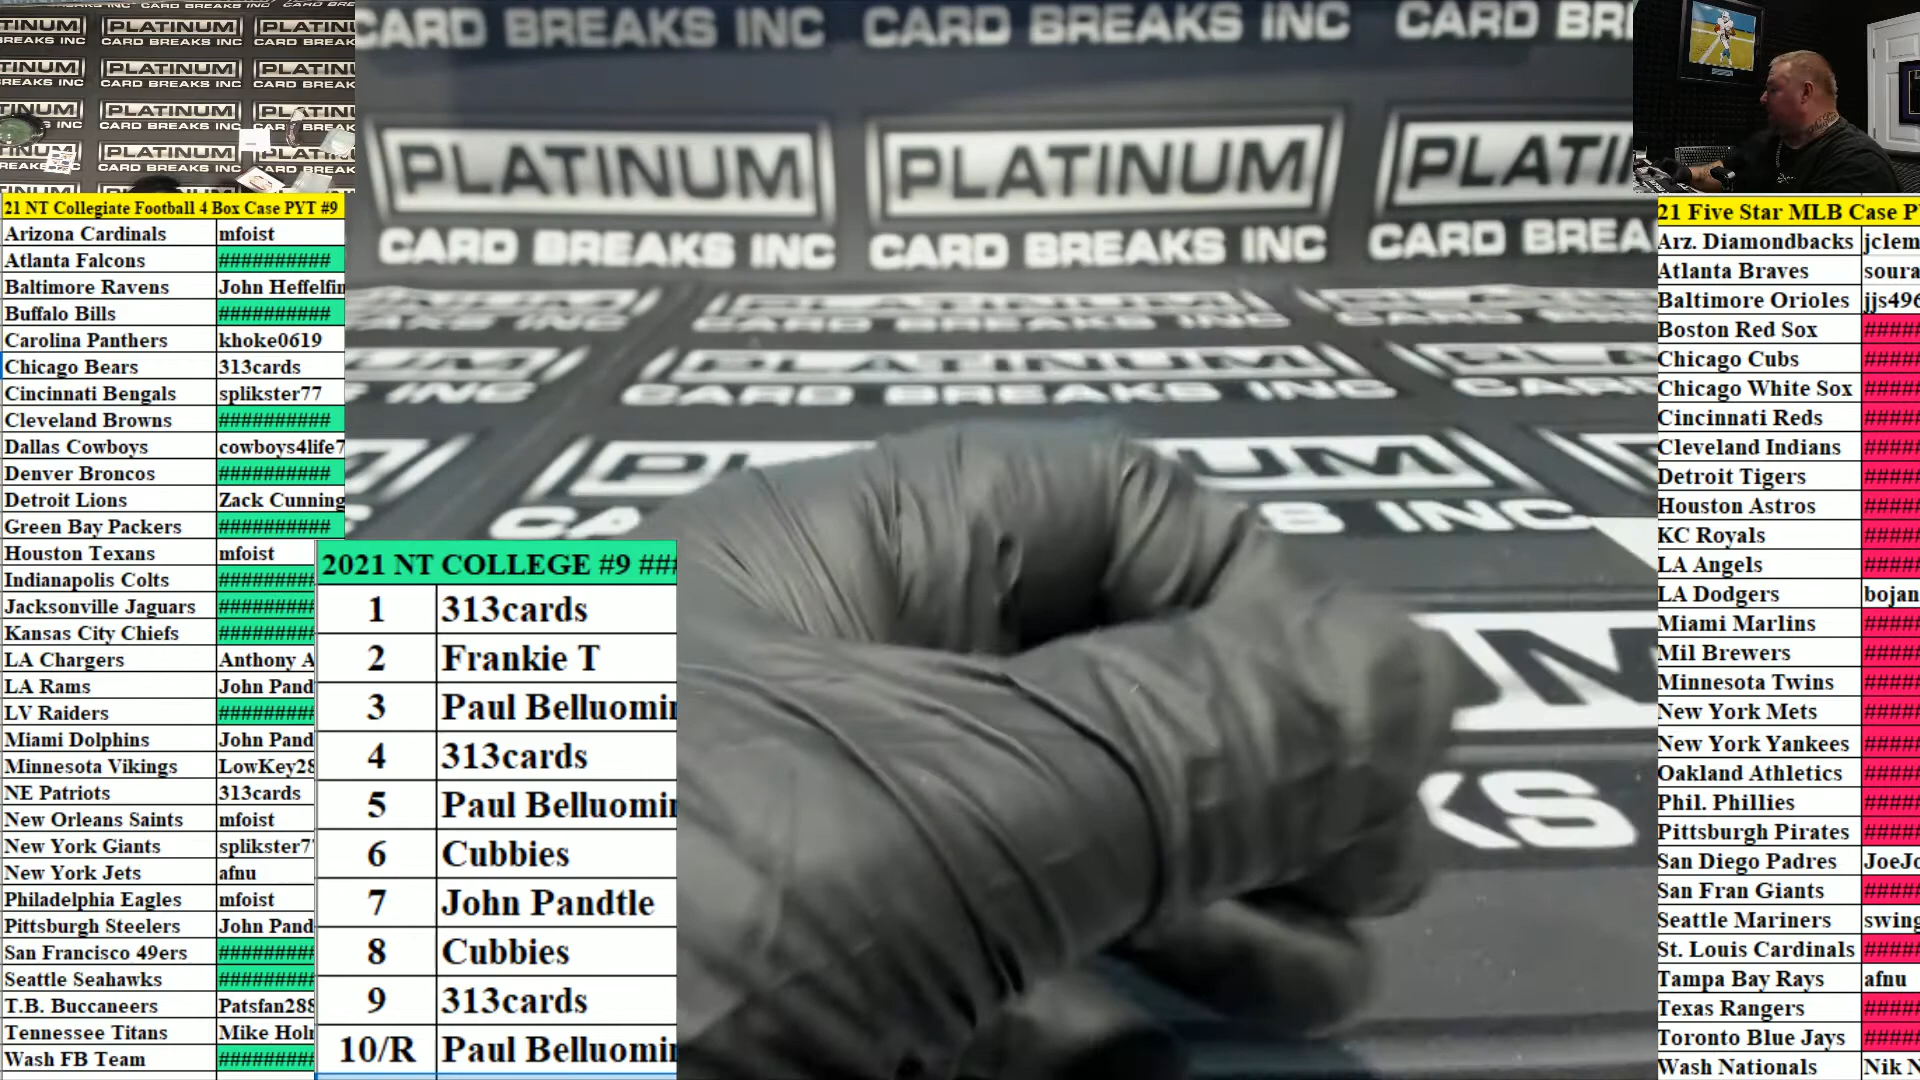 PLATINUM PLATINUM PLATINUM
CARD BREAKS INC
21 NT Collegiate Football 4 Box Case PYT #9
Arizona Cardinals mfoist
Atlanta Falcons ##########
Baltimore Ravens John Heffelfin
Buffalo Bills ##########
Carolina Panthers khoke0619
Chicago Bears 313cards
Cincinnati Bengals splikster77
Cleveland Browns ##########
Dallas Cowboys cowboys4life7
Denver Broncos ##########
Detroit Lions Zack Cunning
Green Bay Packers ##########
Houston Texans mfoist
Indianapolis Colts #########
Jacksonville Jaguars #########
Kansas City Chiefs #########
LA Chargers Anthony A
LA Rams John Pand
LV Raiders #########
Miami Dolphins John Pand
Minnesota Vikings LowKey28
NE Patriots 313cards
New Orleans Saints mfoist
New York Giants splikster7
New York Jets afnu
Philadelphia Eagles mfoist
Pittsburgh Steelers John Pand
San Francisco 49ers #########
Seattle Seahawks #########
T.B. Buccaneers Patsfan288
Tennessee Titans Mike Holm
Wash FB Team #########
2021 NT COLLEGE #9 ###
1 313cards
2 Frankie T
3 Paul Belluomin
4 313cards
5 Paul Belluomin
6 Cubbies
7 John Pandtle
8 Cubbies
9 313cards
10/R Paul Belluomin
CARD BREAKS INC CARD BREAKS INC CARD BR
PLATINUM PLATINUM PLATI
CARD BREAKS INC CARD BREAKS INC CARD BREA
PLATINUM
CARD BREAKS INC
21 Five Star MLB Case P
Arz. Diamondbacks jclem
Atlanta Braves soura
Baltimore Orioles jjs496
Boston Red Sox #####
Chicago Cubs #####
Chicago White Sox #####
Cincinnati Reds #####
Cleveland Indians #####
Detroit Tigers #####
Houston Astros #####
KC Royals #####
LA Angels #####
LA Dodgers bojan
Miami Marlins #####
Mil Brewers #####
Minnesota Twins #####
New York Mets #####
New York Yankees #####
Oakland Athletics #####
Phil. Phillies #####
Pittsburgh Pirates #####
San Diego Padres JoeJo
San Fran Giants #####
Seattle Mariners swing
St. Louis Cardinals #####
Tampa Bay Rays afnu
Texas Rangers #####
Toronto Blue Jays #####
Wash Nationals Nik N